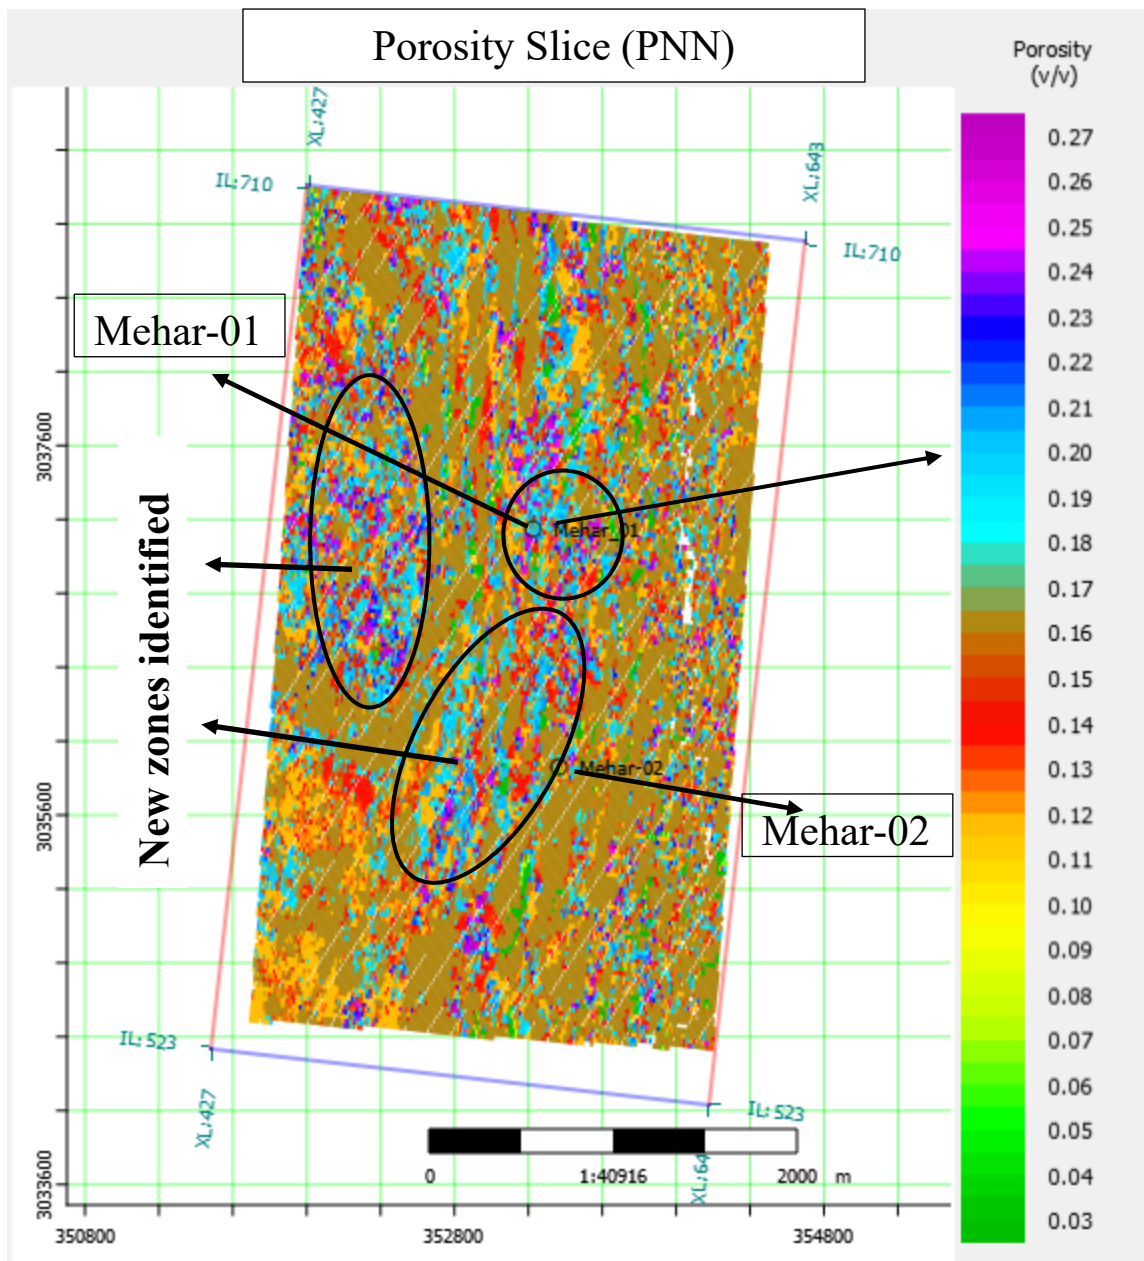 Porosity Slice (PNN)
Porosity
(v/v)
XL:427
XL:643
IL:710
IL:710
Mehar-01
3037600
Mehar_01
New zones identified
Mehar-02
3035600
Mehar-02
IL:523
XL:427
IL:523
0
1:40916
2000 m
XL:64
3033600
350800
352800
354800
0.27
0.26
0.25
0.24
0.23
0.22
0.21
0.20
0.19
0.18
0.17
0.16
0.15
0.14
0.13
0.12
0.11
0.10
0.09
0.08
0.07
0.06
0.05
0.04
0.03